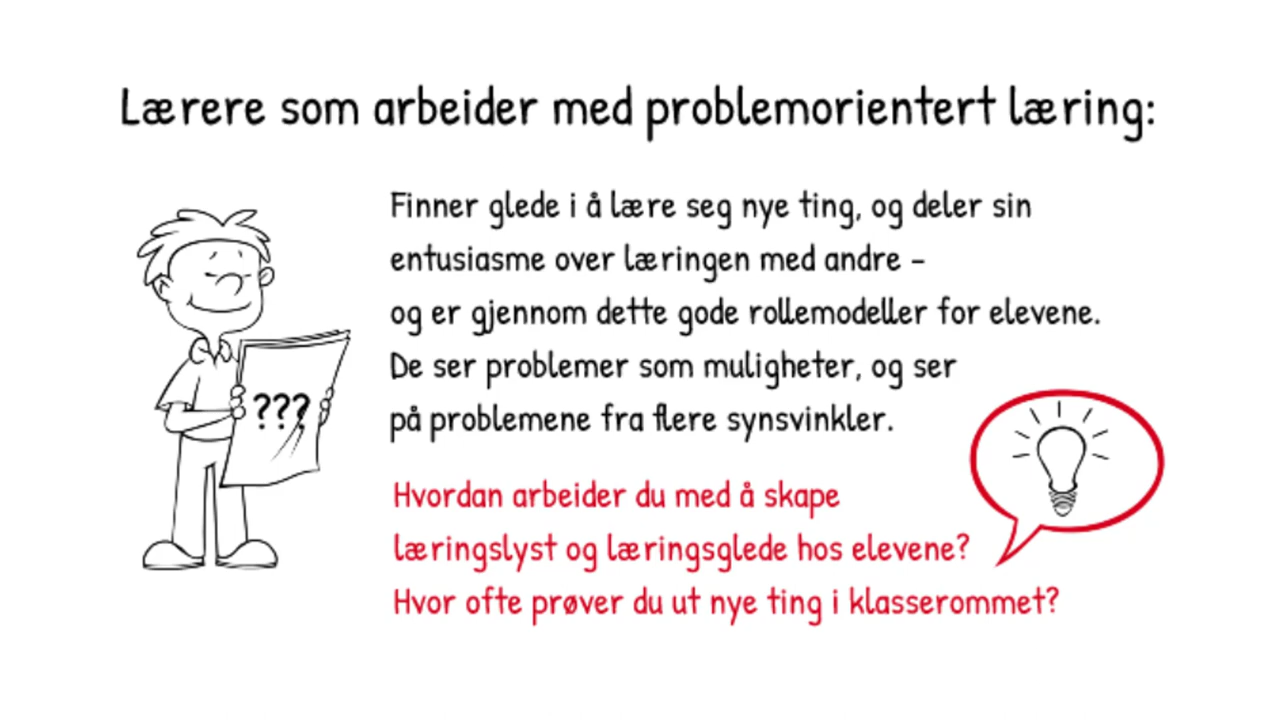 Lærere som arbeider med problemorientert læring:
Finner glede i å lære seg nye ting, og deler sin
entusiasme over læringen med andre -
og er gjennom dette gode rollemodeller for elevene.
De ser problemer som muligheter, og ser
på problemene fra flere synsvinkler.
???
Hvordan arbeider du med å skape
læringslyst og læringsglede hos elevene?
Hvor ofte prøver du ut nye ting i klasserommet?